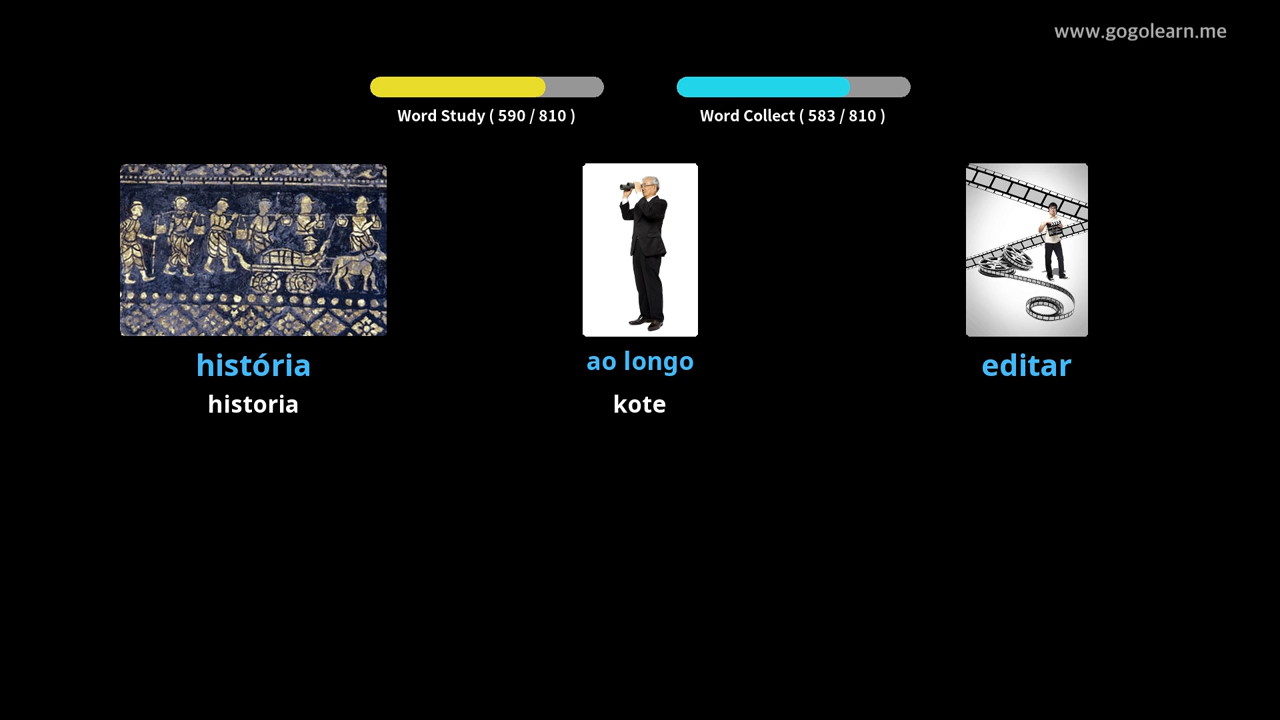 www.gogolearn.me
Word Study ( 590 / 810 )
Word Collect ( 583 / 810 )
história
ao longo
editar
historia
kote